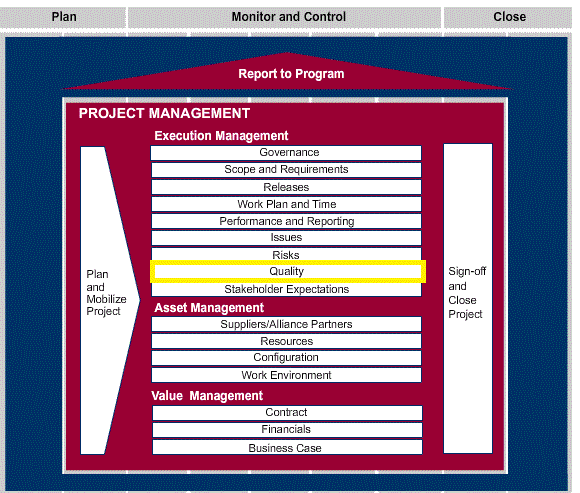 Plan
Monitor and Control
Close
Report to Program
PROJECT MANAGEMENT
Execution Management
Governance
Scope and Requirements
Releases
Work Plan and Time
Performance and Reporting
Issues
Risks
Quality
Stakeholder Expectations
Asset Management
Suppliers/Alliance Partners
Resources
Configuration
Work Environment
Value Management
Contract
Financials
Business Case
Plan
and
Mobilize
Project
Sign-off
and
Close
Project